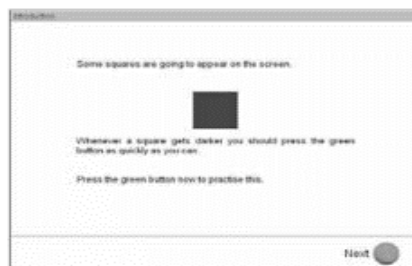 Introduction
Some squares are going to appear on the screen.
Whenever a square gets darker you should press the green
button as quickly as you can.
Press the green button now to practise this.
Next